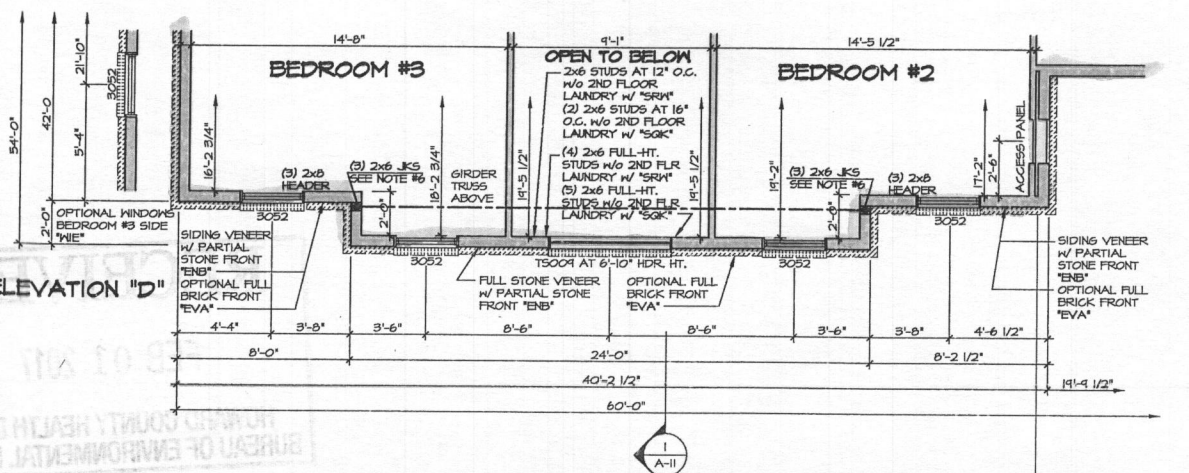 14'-8"
9'-1"
14'-5 1/2"
BEDROOM #3
OPEN TO BELOW
BEDROOM #2
2x6 STUDS AT 12" O.C.
W/o 2ND FLOOR
LAUNDRY W/ "SRW"
(2) 2x6 STUDS AT 16"
O.C. W/o 2ND FLOOR
LAUNDRY W/ "SQK"
(4) 2x6 FULL-HT.
STUDS W/o 2ND FLR
LAUNDRY W/ "SRW"
(5) 2x6 FULL-HT.
STUDS W/o 2ND FLR
LAUNDRY W/ "SQK"
54'-0"
42'-0
21'-10"
5'-4"
2'-0"
3052
OPTIONAL WINDOWS
BEDROOM #3 SIDE
"WIE"
16'-2 3/4"
(3) 2x8
HEADER
3052
(3) 2x6 JKS
SEE NOTE #6
2'-0"
18'-2 3/4"
GIRDER
TRUSS
ABOVE
19'-5 1/2"
19'-5 1/2"
19'-2"
(3) 2x6 JKS
SEE NOTE #6
2'-0"
(3) 2x8
HEADER
3052
17'-2"
2'-6"
ACCESS PANEL
SIDING VENEER
W/ PARTIAL
STONE FRONT
"ENB"
OPTIONAL FULL
BRICK FRONT
"EVA"
3052
TS009 AT 6'-10" HDR. HT.
3052
FULL STONE VENEER
W/ PARTIAL STONE
FRONT "ENB"
OPTIONAL FULL
BRICK FRONT
"EVA"
SIDING VENEER
W/ PARTIAL
STONE FRONT
"ENB"
OPTIONAL FULL
BRICK FRONT
"EVA"
ELEVATION "D"
4'-4"
3'-8"
3'-6"
8'-6"
8'-6"
3'-6"
3'-8"
4'-6 1/2"
8'-0"
24'-0"
8'-2 1/2"
40'-2 1/2"
19'-9 1/2"
60'-0"
1
A-11
FEB 01 2017
HOWARD COUNTY HEALTH
BUREAU OF ENVIRONMENTAL